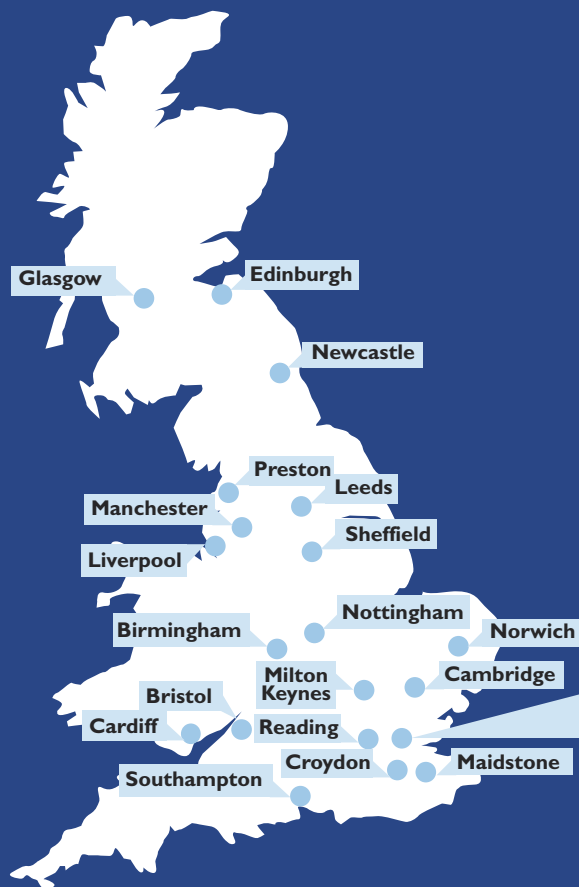 Glasgow
Edinburgh
Newcastle
Preston
Leeds
Manchester
Sheffield
Liverpool
Nottingham
Birmingham
Norwich
Milton
Keynes
Cambridge
Bristol
Cardiff
Reading
Croydon
Maidstone
Southampton